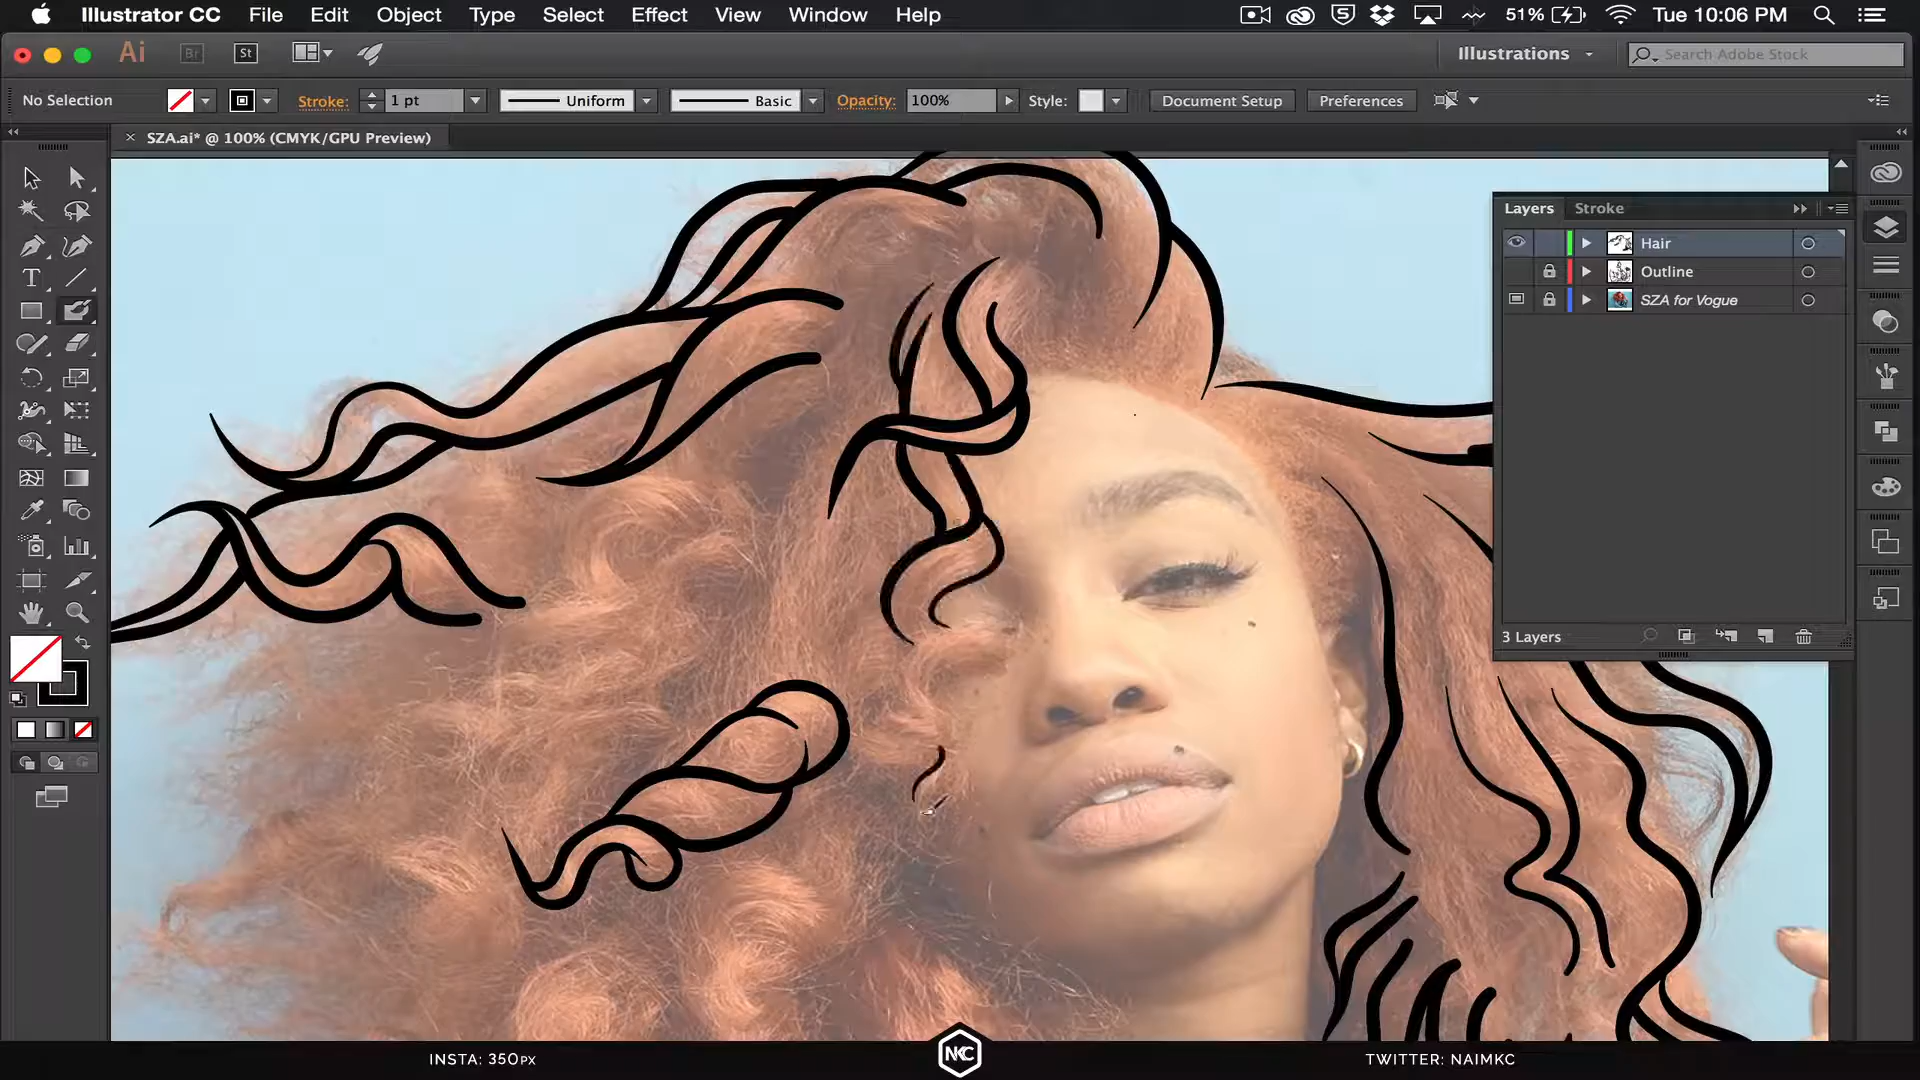 Illustrator CC File Edit Object Type Select Effect View Window Help 51% Tue 10:06 PM
Ai Br St Illustrations Search Adobe Stock
No Selection Stroke: 1 pt Uniform Basic Opacity: 100% Style: Document Setup Preferences
SZA.ai* @ 100% (CMYK/GPU Preview)
Layers Stroke
Hair
Outline
SZA for Vogue
3 Layers
NKC
INSTA: 350PX TWITTER: NAIMKC